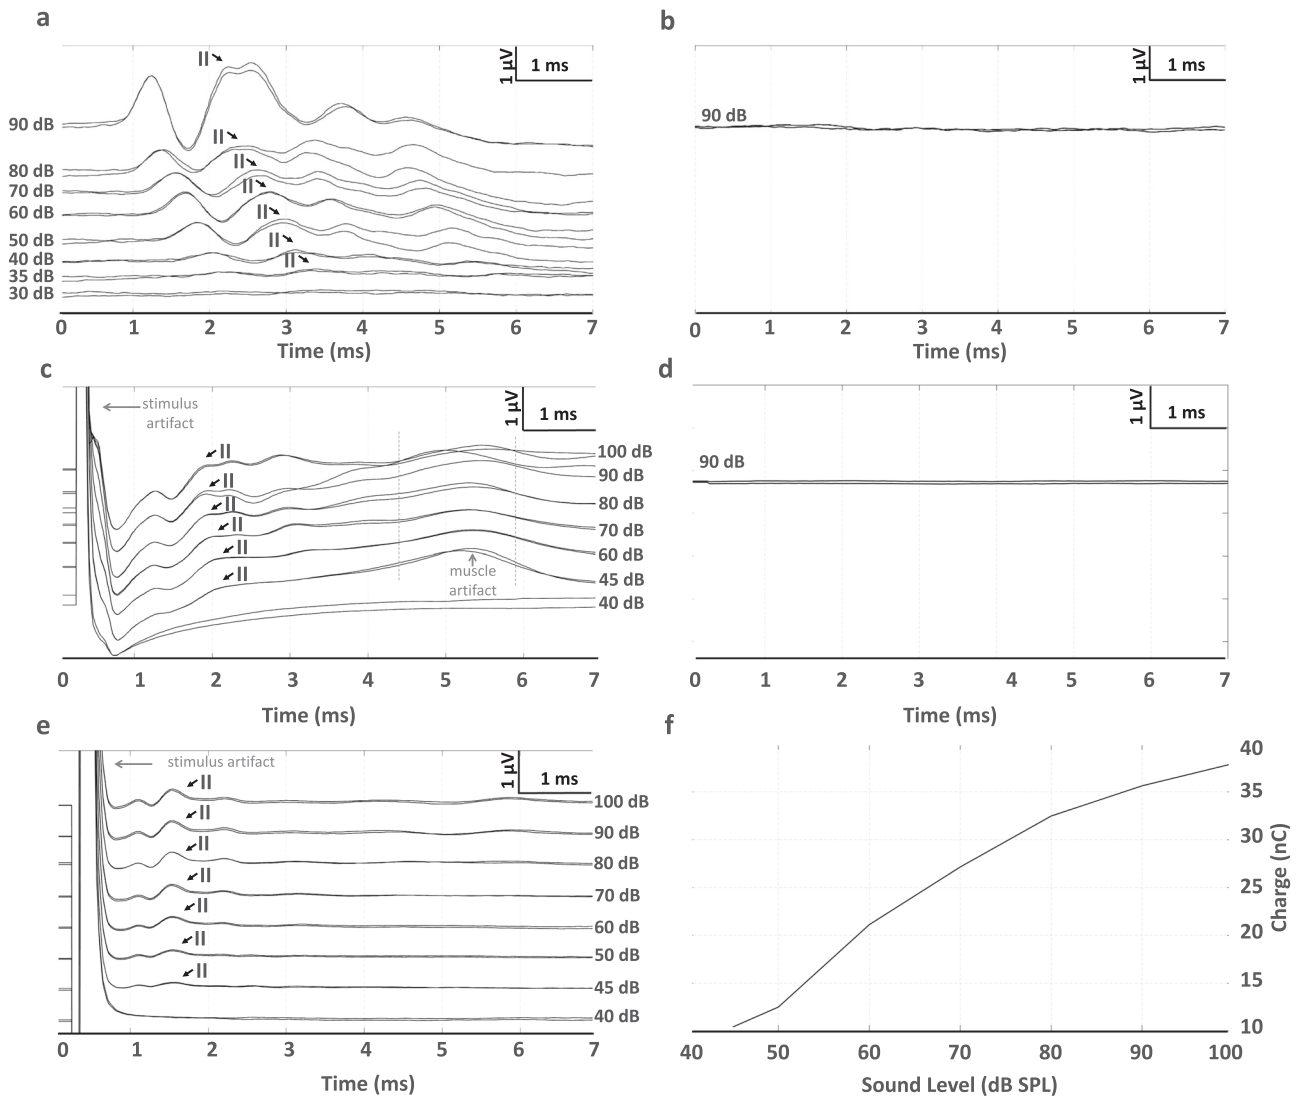 a
II
1 μV
1 ms
90 dB
II
80 dB
II
70 dB
II
60 dB
II
50 dB
II
40 dB
II
35 dB
30 dB
0 1 2 3 4 5 6 7
Time (ms)
b
1 μV
1 ms
90 dB
0 1 2 3 4 5 6 7
Time (ms)
c
stimulus
artifact
1 μV
1 ms
II
100 dB
II
90 dB
II
80 dB
II
70 dB
II
60 dB
II
45 dB
muscle
artifact
40 dB
0 1 2 3 4 5 6 7
Time (ms)
d
1 μV
1 ms
90 dB
0 1 2 3 4 5 6 7
Time (ms)
e
stimulus artifact
1 μV
1 ms
II
100 dB
II
90 dB
II
80 dB
II
70 dB
II
60 dB
II
50 dB
II
45 dB
40 dB
0 1 2 3 4 5 6 7
Time (ms)
f
40
35
30
25
20
15
10
Charge (nC)
40 50 60 70 80 90 100
Sound Level (dB SPL)